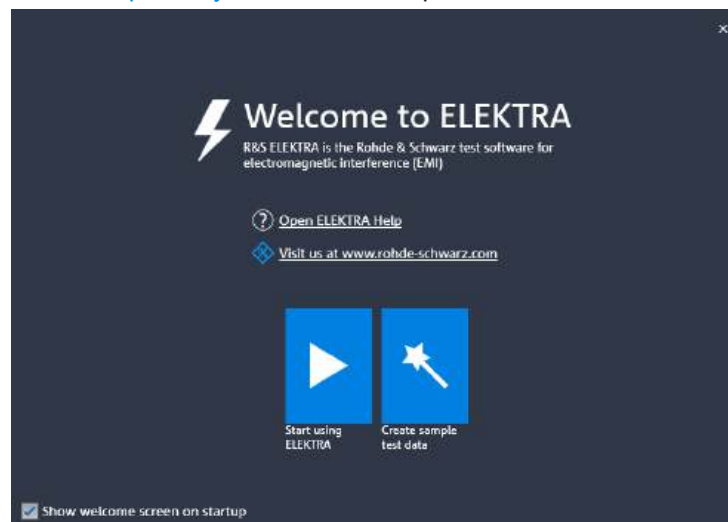 Welcome to ELEKTRA
R&S ELEKTRA is the Rohde & Schwarz test software for
electromagnetic interference (EMI)
Open ELEKTRA Help
Visit us at www.rohde-schwarz.com
Start using
ELEKTRA
Create sample
test data
Show welcome screen on startup